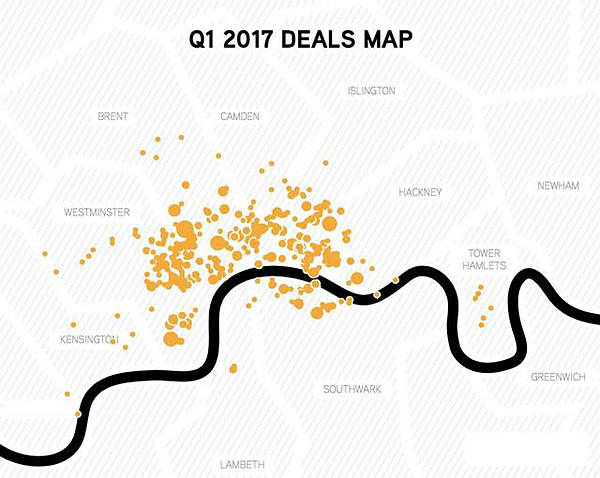 Q1 2017 DEALS MAP
ISLINGTON
BRENT
CAMDEN
HACKNEY
NEWHAM
WESTMINSTER
TOWER
HAMLETS
KENSINGTON
GREENWICH
SOUTHWARK
LAMBETH